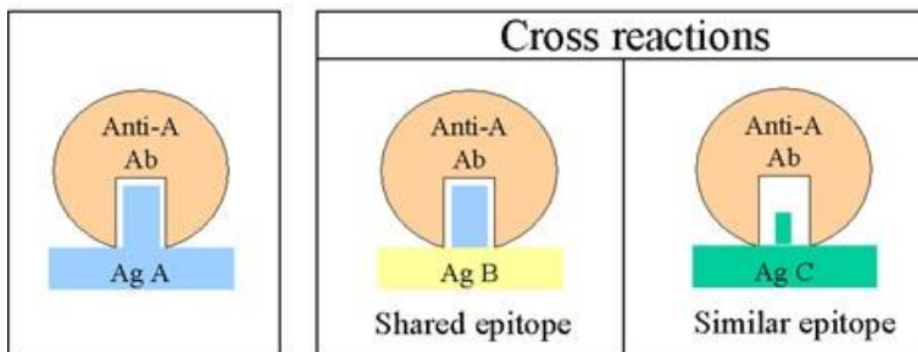 Cross reactions
Anti-A
Ab
Ag A
Anti-A
Ab
Ag B
Shared epitope
Anti-A
Ab
Ag C
Similar epitope